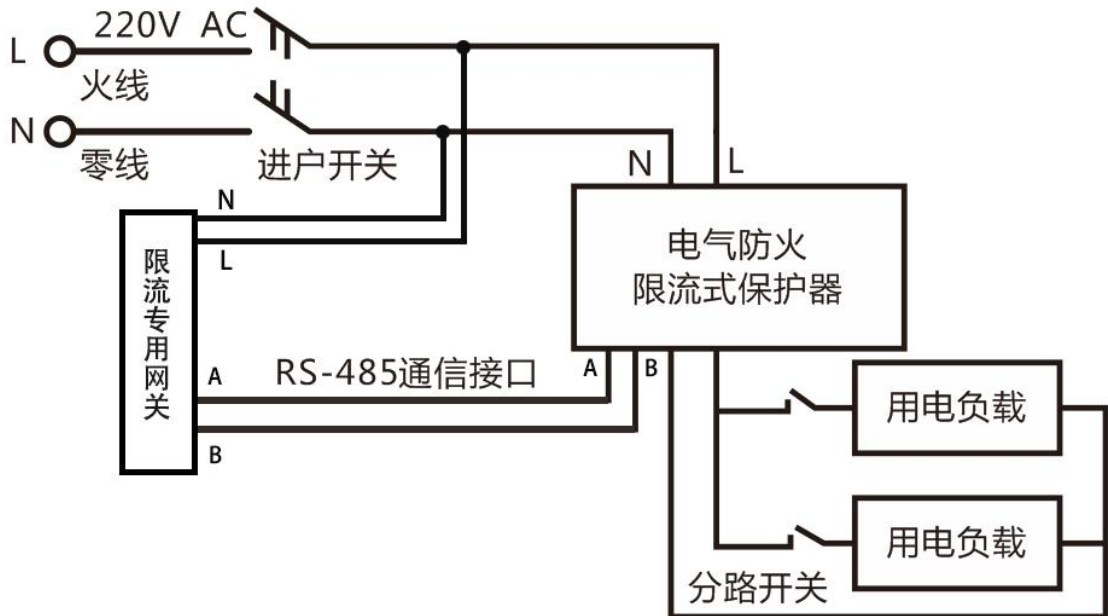 220V AC
L
火线
N
零线
进户开关
N
L
N
L
电气防火
限流式保护器
限流专用网关
A
RS-485通信接口
A
B
B
用电负载
用电负载
分路开关